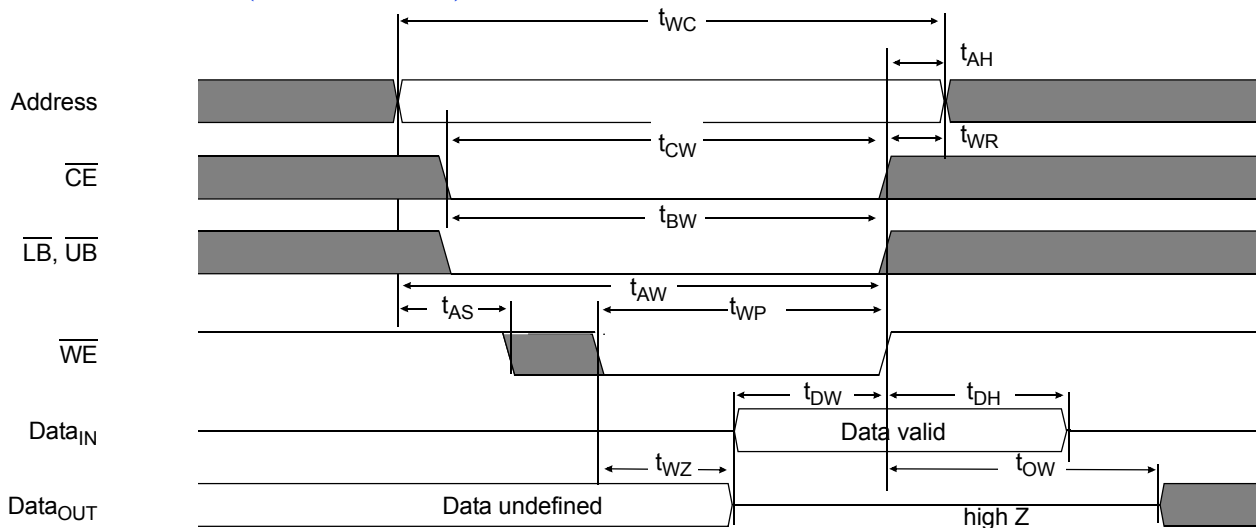 tWC
tAH
Address
tCW
tWR
CE
tBW
LB, UB
tAW
tAS
tWP
WE
tDW
tDH
DataIN
Data valid
tWZ
tOW
DataOUT
Data undefined
high Z